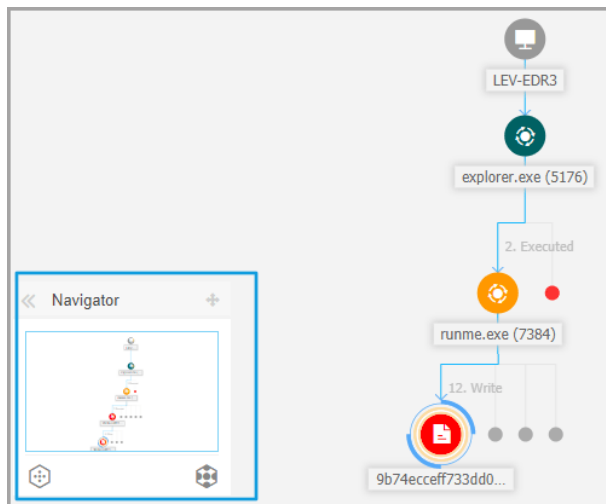 LEV-EDR3
explorer.exe (5176)
2. Executed
Navigator
runme.exe (7384)
12. Write
9b74ecceff733dd0...